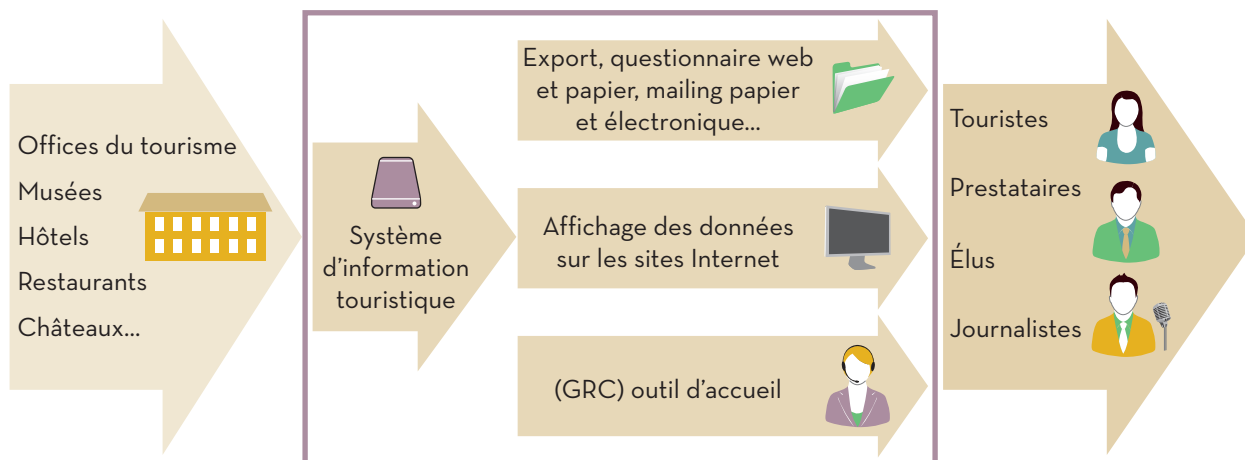 Offices du tourisme
Musées
Hôtels
Restaurants
Châteaux...
Système
d'information
touristique
Export, questionnaire web
et papier, mailing papier
et électronique...
Affichage des données
sur les sites Internet
(GRC) outil d'accueil
Touristes
Prestataires
Élus
Journalistes